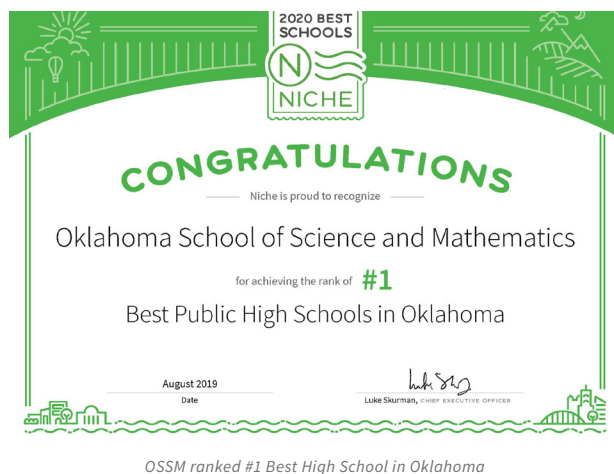 2020 BEST
SCHOOLS
N
NICHE
CONGRATULATIONS
Niche is proud to recognize
Oklahoma School of Science and Mathematics
for achieving the rank of #1
Best Public High Schools in Oklahoma
August 2019
Date
Luke Skurman, CHIEF EXECUTIVE OFFICER
OSSM ranked #1 Best High School in Oklahoma